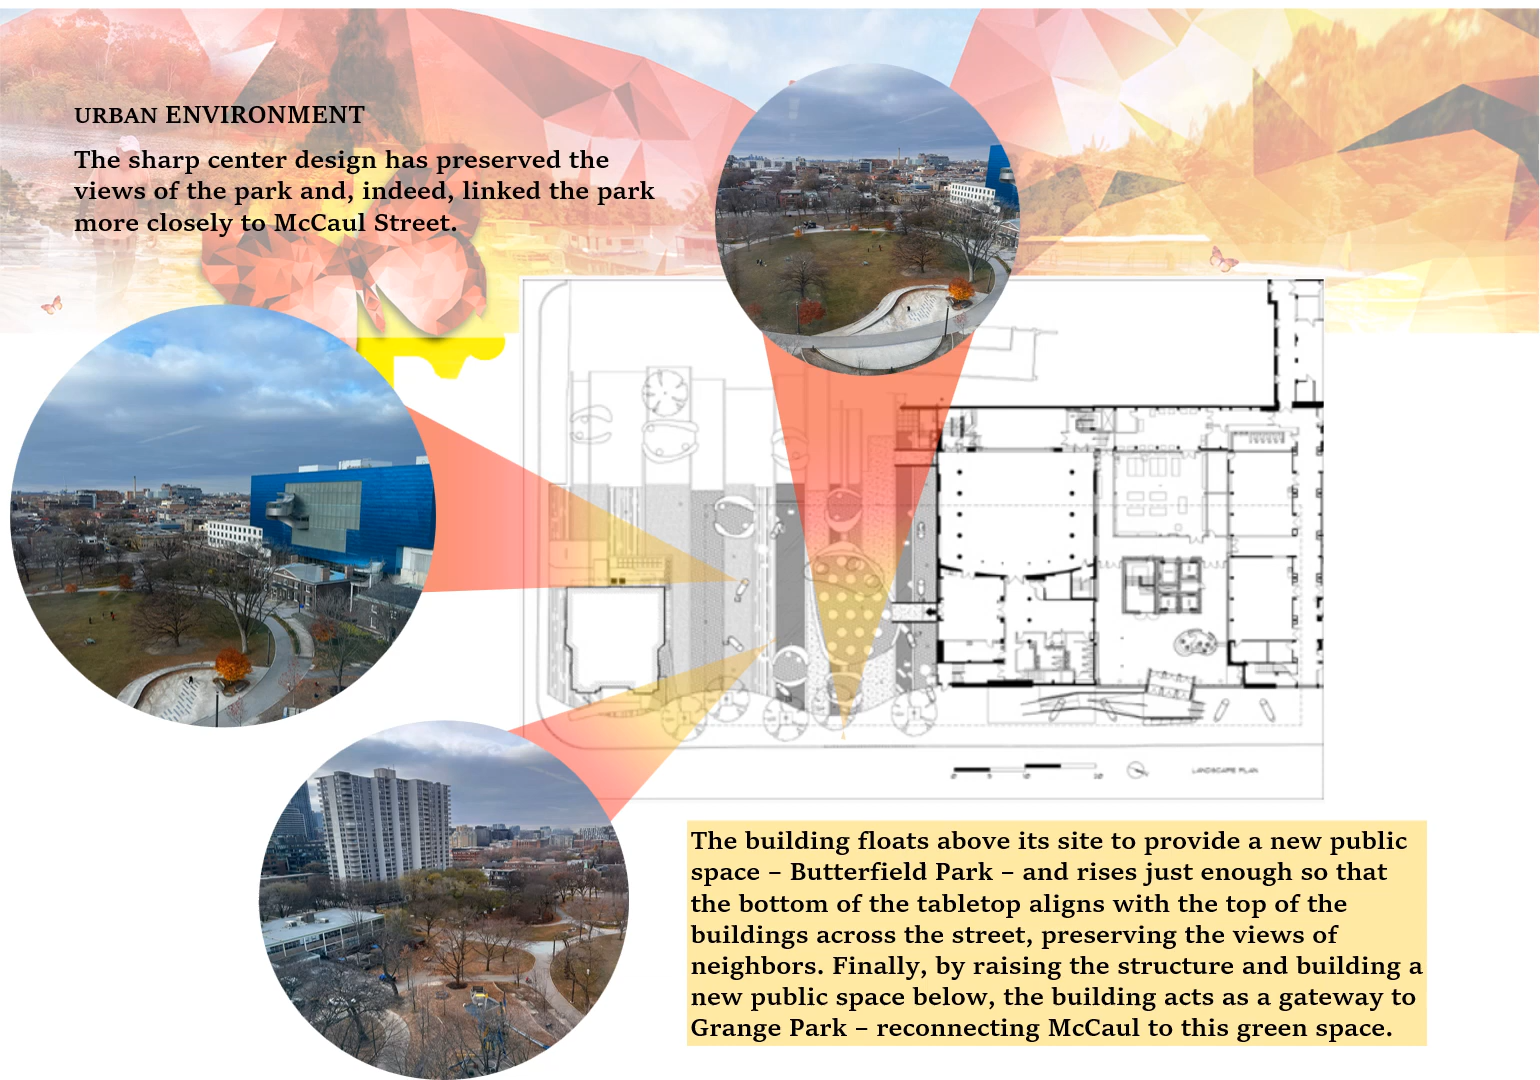 URBAN ENVIRONMENT
The sharp center design has preserved the
views of the park and, indeed, linked the park
more closely to McCaul Street.
LANDSCAPE PLAN
The building floats above its site to provide a new public
space – Butterfield Park – and rises just enough so that
the bottom of the tabletop aligns with the top of the
buildings across the street, preserving the views of
neighbors. Finally, by raising the structure and building a
new public space below, the building acts as a gateway to
Grange Park – reconnecting McCaul to this green space.